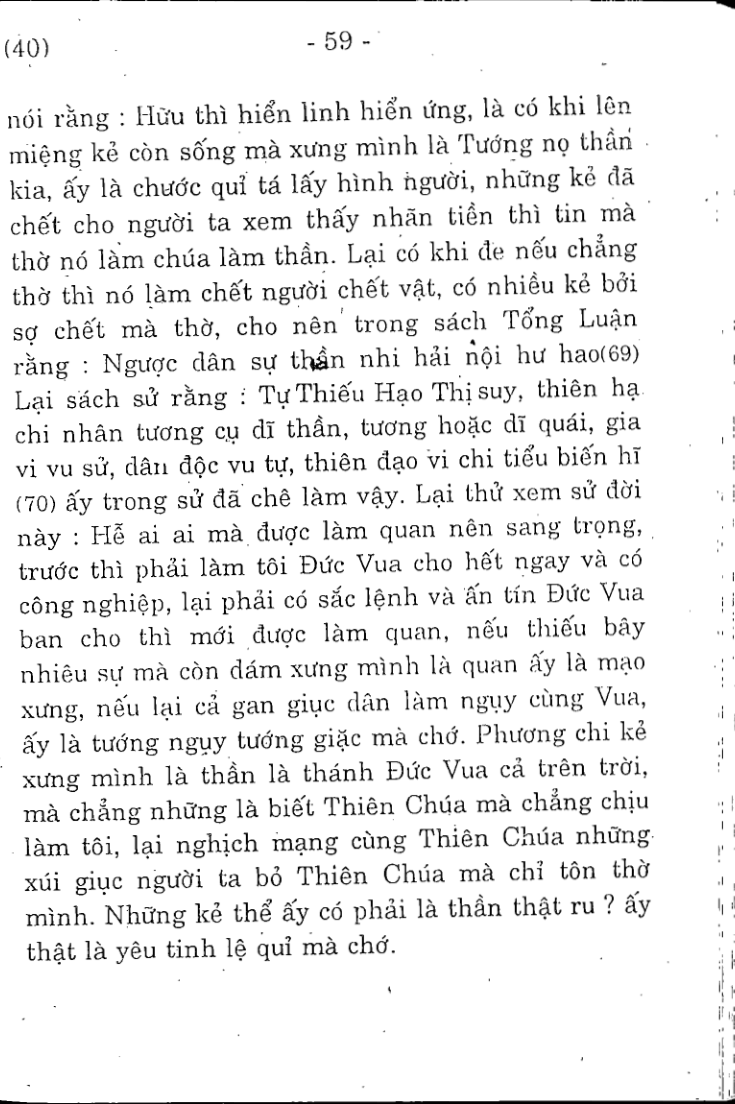 (40)
- 59 -
nói rằng : Hữu thì hiển linh hiển ứng, là có khi lên
miệng kẻ còn sống mà xưng mình là Tướng nọ thần
kia, ấy là chước quỉ tá lấy hình người, những kẻ đã
chết cho người ta xem thấy nhãn tiền thì tin mà
thờ nó làm chúa làm thần. Lại có khi đe nếu chẳng
thờ thì nó làm chết người chết vật, có nhiều kẻ bởi
sợ chết mà thờ, cho nên trong sách Tổng Luận
rằng : Ngược dân sự thần nhi hải nội hư hao(69)
Lại sách sử rằng : Tự Thiếu Hạo Thị suy, thiên hạ
chi nhân tương cụ dĩ thần, tương hoặc dĩ quái, gia
vi vu sử, dân độc vu tự, thiên đạo vi chi tiểu biến hĩ
(70) ấy trong sử đã chê làm vậy. Lại thử xem sử đời
này : Hễ ai ai mà được làm quan nên sang trọng,
trước thì phải làm tôi Đức Vua cho hết ngay và có
công nghiệp, lại phải có sắc lệnh và ấn tín Đức Vua
ban cho thì mới được làm quan, nếu thiếu bây
nhiêu sự mà còn dám xưng mình là quan ấy là mạo
xưng, nếu lại cả gan giục dân làm ngụy cùng Vua,
ấy là tướng ngụy tướng giặc mà chớ. Phương chi kẻ
xưng mình là thần là thánh Đức Vua cả trên trời,
mà chẳng những là biết Thiên Chúa mà chẳng chịu
làm tôi, lại nghịch mạng cùng Thiên Chúa những
xúi giục người ta bỏ Thiên Chúa mà chỉ tôn thờ
mình. Những kẻ thể ấy có phải là thần thật ru ? ấy
thật là yêu tinh lệ quỉ mà chớ.